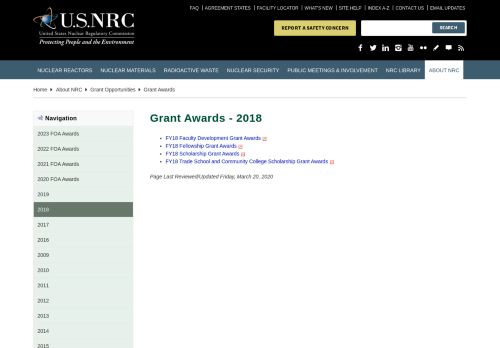 FAQ | AGREEMENT STATES | FACILITY LOCATOR | WHAT'S NEW | SITE HELP | INDEX A-Z | CONTACT US | EMAIL UPDATES
U.S.NRC
United States Nuclear Regulatory Commission
Protecting People and the Environment
REPORT A SAFETY CONCERN
SEARCH
NUCLEAR REACTORS NUCLEAR MATERIALS RADIOACTIVE WASTE NUCLEAR SECURITY PUBLIC MEETINGS & INVOLVEMENT NRC LIBRARY ABOUT NRC
Home About NRC Grant Opportunities Grant Awards
Navigation
2023 FOA Awards
2022 FOA Awards
2021 FOA Awards
2020 FOA Awards
2019
2018
2017
2016
2009
2010
2011
2012
2013
2014
2015
Grant Awards - 2018
FY18 Faculty Development Grant Awards
FY18 Fellowship Grant Awards
FY18 Scholarship Grant Awards
FY18 Trade School and Community College Scholarship Grant Awards
Page Last Reviewed/Updated Friday, March 20, 2020